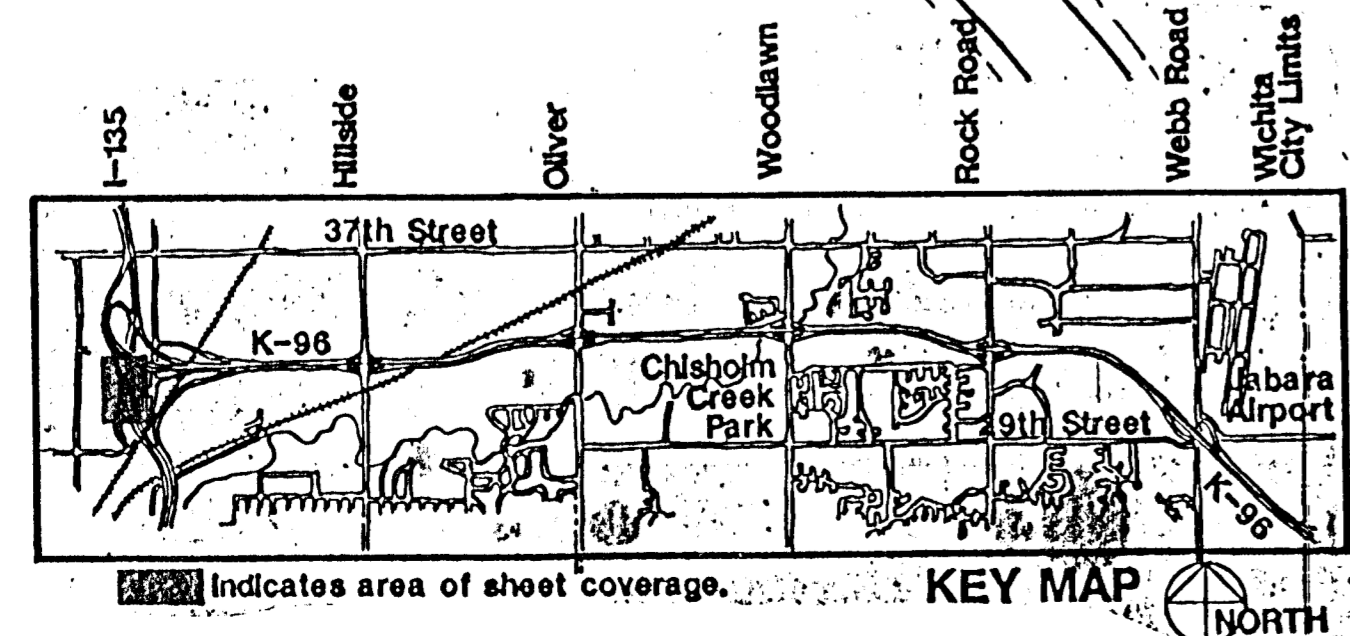 I-135
Hillside
Oliver
Woodlawn
Rock Road
Webb Road
Wichita
City Limits
37th Street
K-96
Chisholm
Creek
Park
Jabara
Airport
29th Street
K-96
Indicates area of sheet coverage.
KEY MAP
NORTH